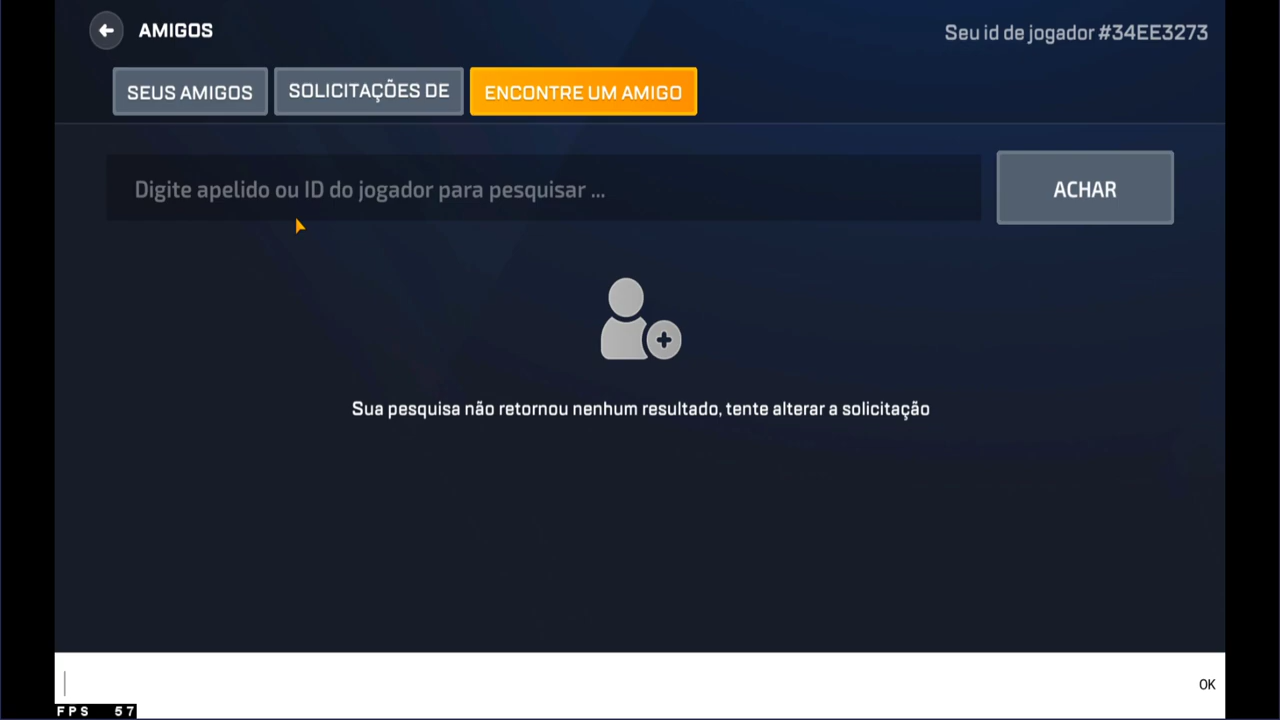 AMIGOS
Seu id de jogador #34EE3273
SEUS AMIGOS
SOLICITAÇÕES DE
ENCONTRE UM AMIGO
Digite apelido ou ID do jogador para pesquisar ...
ACHAR
Sua pesquisa não retornou nenhum resultado, tente alterar a solicitação
OK
FPS 57